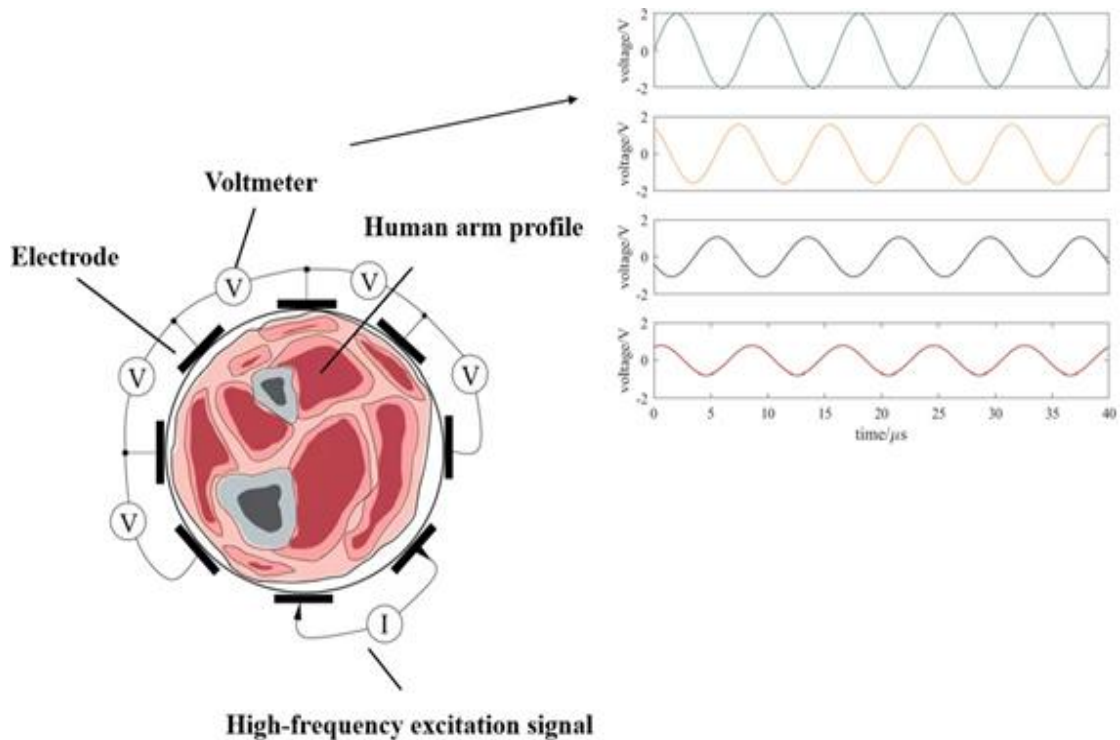 Voltmeter
Human arm profile
Electrode
V
V
V
V
V
I
High-frequency excitation signal
voltage/V
2
0
-2
voltage/V
2
0
-2
voltage/V
2
0
-2
voltage/V
2
0
-2
0 5 10 15 20 25 30 35 40
time/μs